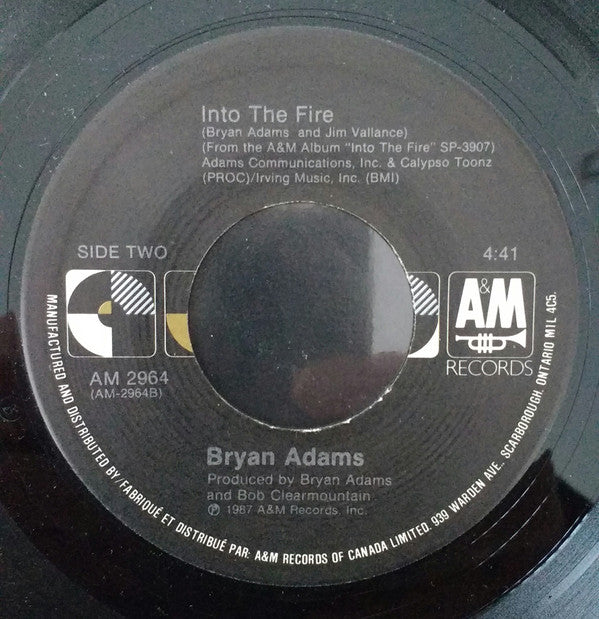 Into The Fire
(Bryan Adams and Jim Vallance)
(From the A&M Album "Into The Fire" SP-3907)
Adams Communications, Inc. & Calypso Toonz
(PROC)/Irving Music, Inc. (BMI)
SIDE TWO
4:41
A&M
RECORDS
AM 2964
(AM-2964B)
Bryan Adams
Produced by Bryan Adams
and Bob Clearmountain
℗ 1987 A&M Records, Inc.
MANUFACTURED AND DISTRIBUTED BY/FABRIQUÉ ET DISTRIBUÉ PAR: A&M RECORDS OF CANADA LIMITED. 939 WARDEN AVE. SCARBOROUGH, ONTARIO M1L 4C5.